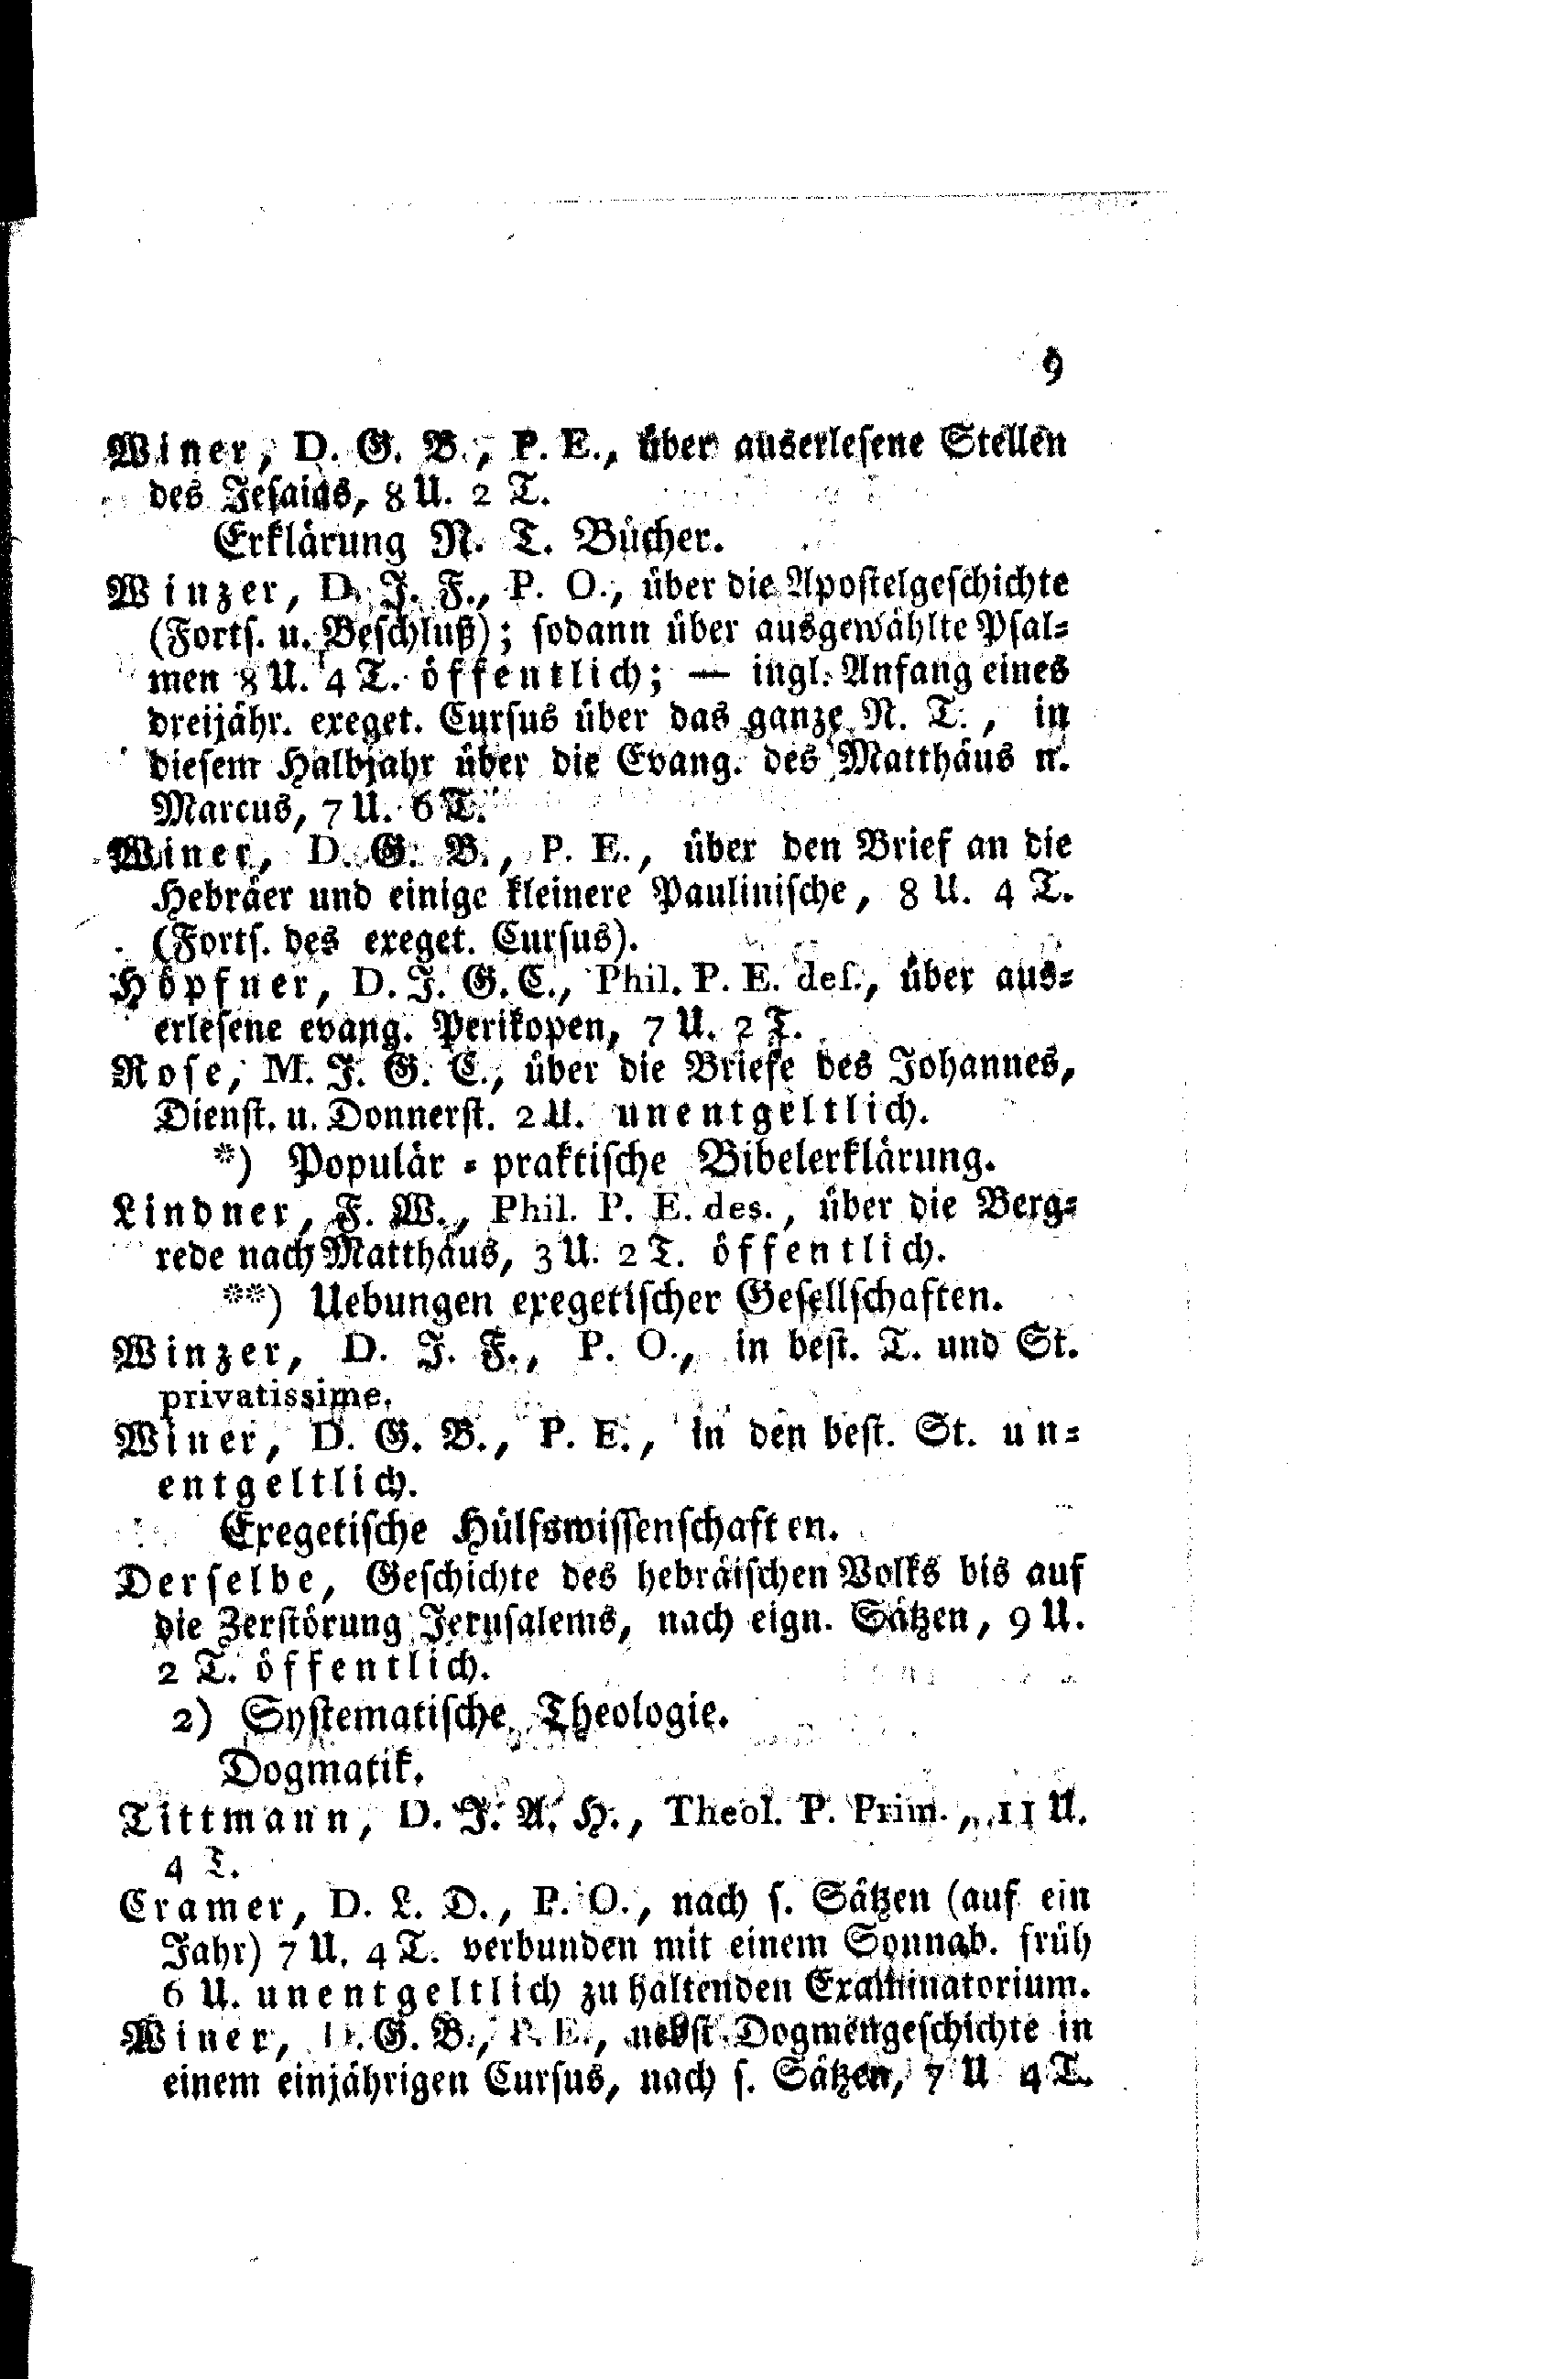 9
Winer, D. G. B., P. E., über auserlesene Stellen
des Jesaias, 8 U. 2 T.
Erklärung N. T. Bücher.
Winzer, D. J. F., P. O., über die Apostelgeschichte
(Forts. u. Beschluß); sodann über ausgewählte Psal-
men 8 U. 4 T. öffentlich; — ingl. Anfang eines
dreijähr. exeget. Cursus über das ganze N. T., in
diesem Halbjahr über die Evang. des Matthäus u.
Marcus, 7 U. 6 T.
Winer, D. G. B., P. E., über den Brief an die
Hebräer und einige kleinere Paulinische, 8 U. 4 T.
(Forts. des exeget. Cursus).
Höpfner, D. J. G. C., Phil. P. E. des., über aus-
erlesene evang. Perikopen, 7 U. 2 T.
Rose, M. J. G. C., über die Briefe des Johannes,
Dienst. u. Donnerst. 2 U. unentgeltlich.
*) Populär-praktische Bibelerklärung.
Lindner, F. W., Phil. P. E. des., über die Berg-
rede nach Matthäus, 3 U. 2 T. öffentlich.
**) Uebungen exegetischer Gesellschaften.
Winzer, D. J. F., P. O., in best. T. und St.
privatissime.
Winer, D. G. B., P. E., in den best. St. un-
entgeltlich.
Exegetische Hülfswissenschaften.
Derselbe, Geschichte des hebräischen Volks bis auf
die Zerstörung Jerusalems, nach eign. Sätzen, 9 U.
2 T. öffentlich.
2) Systematische Theologie.
Dogmatik.
Tittmann, D. J. A. H., Theol. P. Prim., 11 U.
4 T.
Cramer, D. L. D., P. O., nach s. Sätzen (auf ein
Jahr) 7 U. 4 T. verbunden mit einem Sonnab. früh
6 U. unentgeltlich zu haltenden Examinatorium.
Winer, D. G. B., P. E., nebst Dogmengeschichte in
einem einjährigen Cursus, nach s. Sätzen, 7 U 4 T.